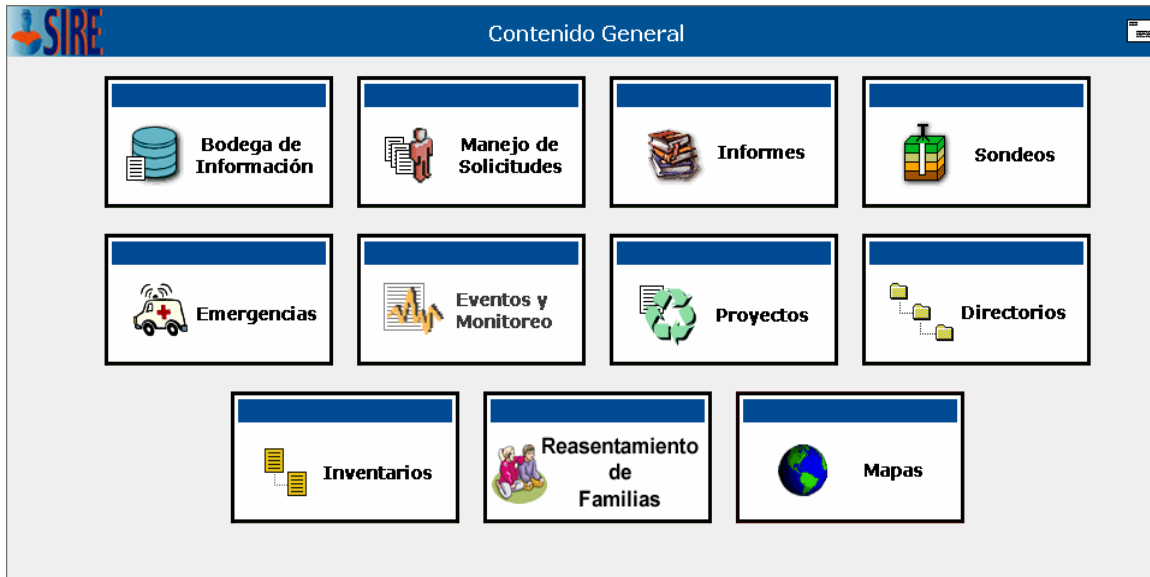 SIRE
Contenido General
Bodega de
Información
Manejo de
Solicitudes
Informes
Sondeos
Emergencias
Eventos y
Monitoreo
Proyectos
Directorios
Inventarios
Reasentamiento
de
Familias
Mapas